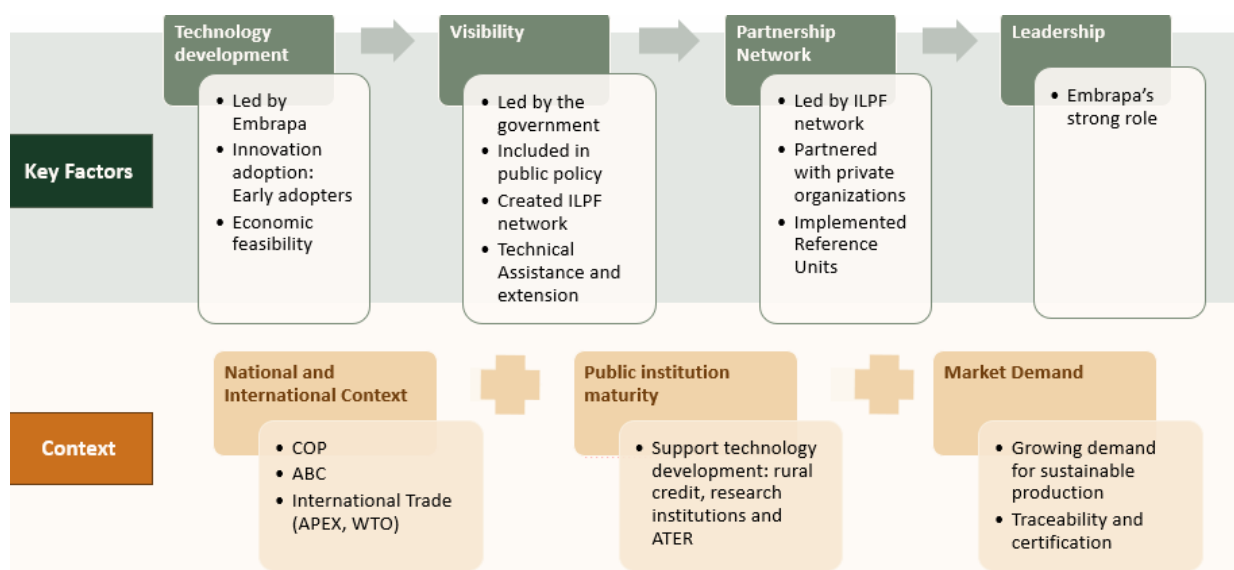 Technology
development
• Led by
Embrapa
• Innovation
adoption:
Early adopters
• Economic
feasibility
Visibility
• Led by the
government
• Included in
public policy
• Created ILPF
network
• Technical
Assistance and
extension
Partnership
Network
• Led by ILPF
network
• Partnered
with private
organizations
• Implemented
Reference
Units
Leadership
• Embrapa’s
strong role
Key Factors
National and
International Context
• COP
• ABC
• International Trade
(APEX, WTO)
Public institution
maturity
• Support technology
development: rural
credit, research
institutions and
ATER
Market Demand
• Growing demand
for sustainable
production
• Traceability and
certification
Context